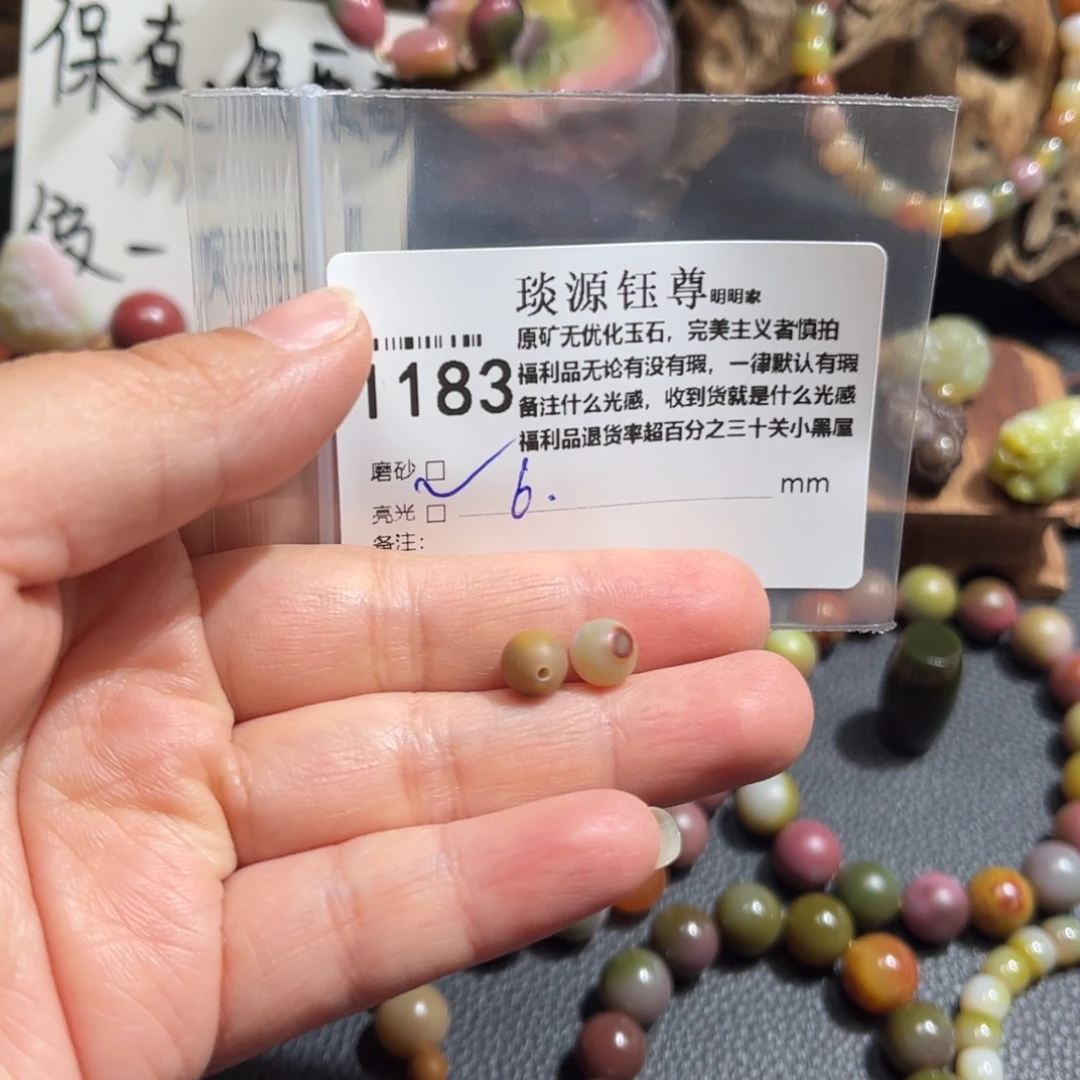 保真
假一
琰源钰尊明明家
原矿无优化玉石，完美主义者慎拍
1183
福利品无论有没有瑕，一律默认有瑕
备注什么光感，收到货就是什么光感
福利品退货率超百分之三十关小黑屋
磨砂□
6. mm
亮光□
备注：